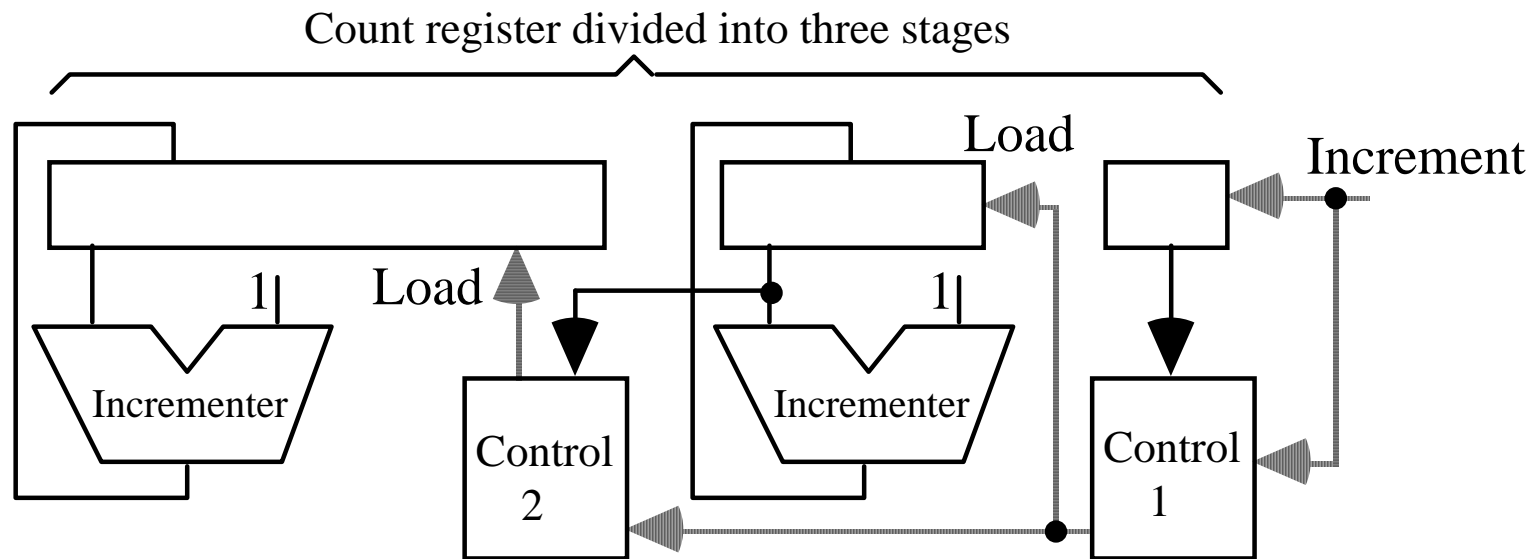 Count register divided into three stages
Load
Increment
1
Load
1
Incrementer
Incrementer
Control
2
Control
1